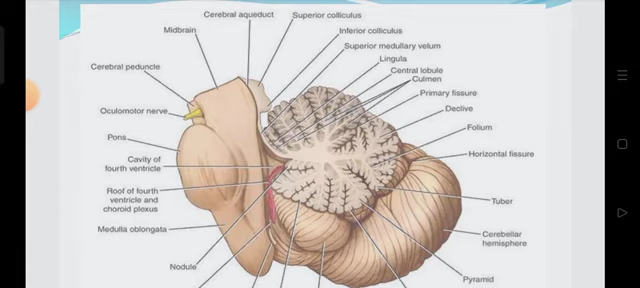 Cerebral aqueduct
Superior colliculus
Midbrain
Inferior colliculus
Superior medullary velum
Lingula
Cerebral peduncle
Central lobule
Culmen
Primary fissure
Oculomotor nerve
Declive
Folium
Pons
Horizontal fissure
Cavity of
fourth ventricle
Roof of fourth
ventricle and
choroid plexus
Tuber
Medulla oblongata
Cerebellar
hemisphere
Nodule
Pyramid